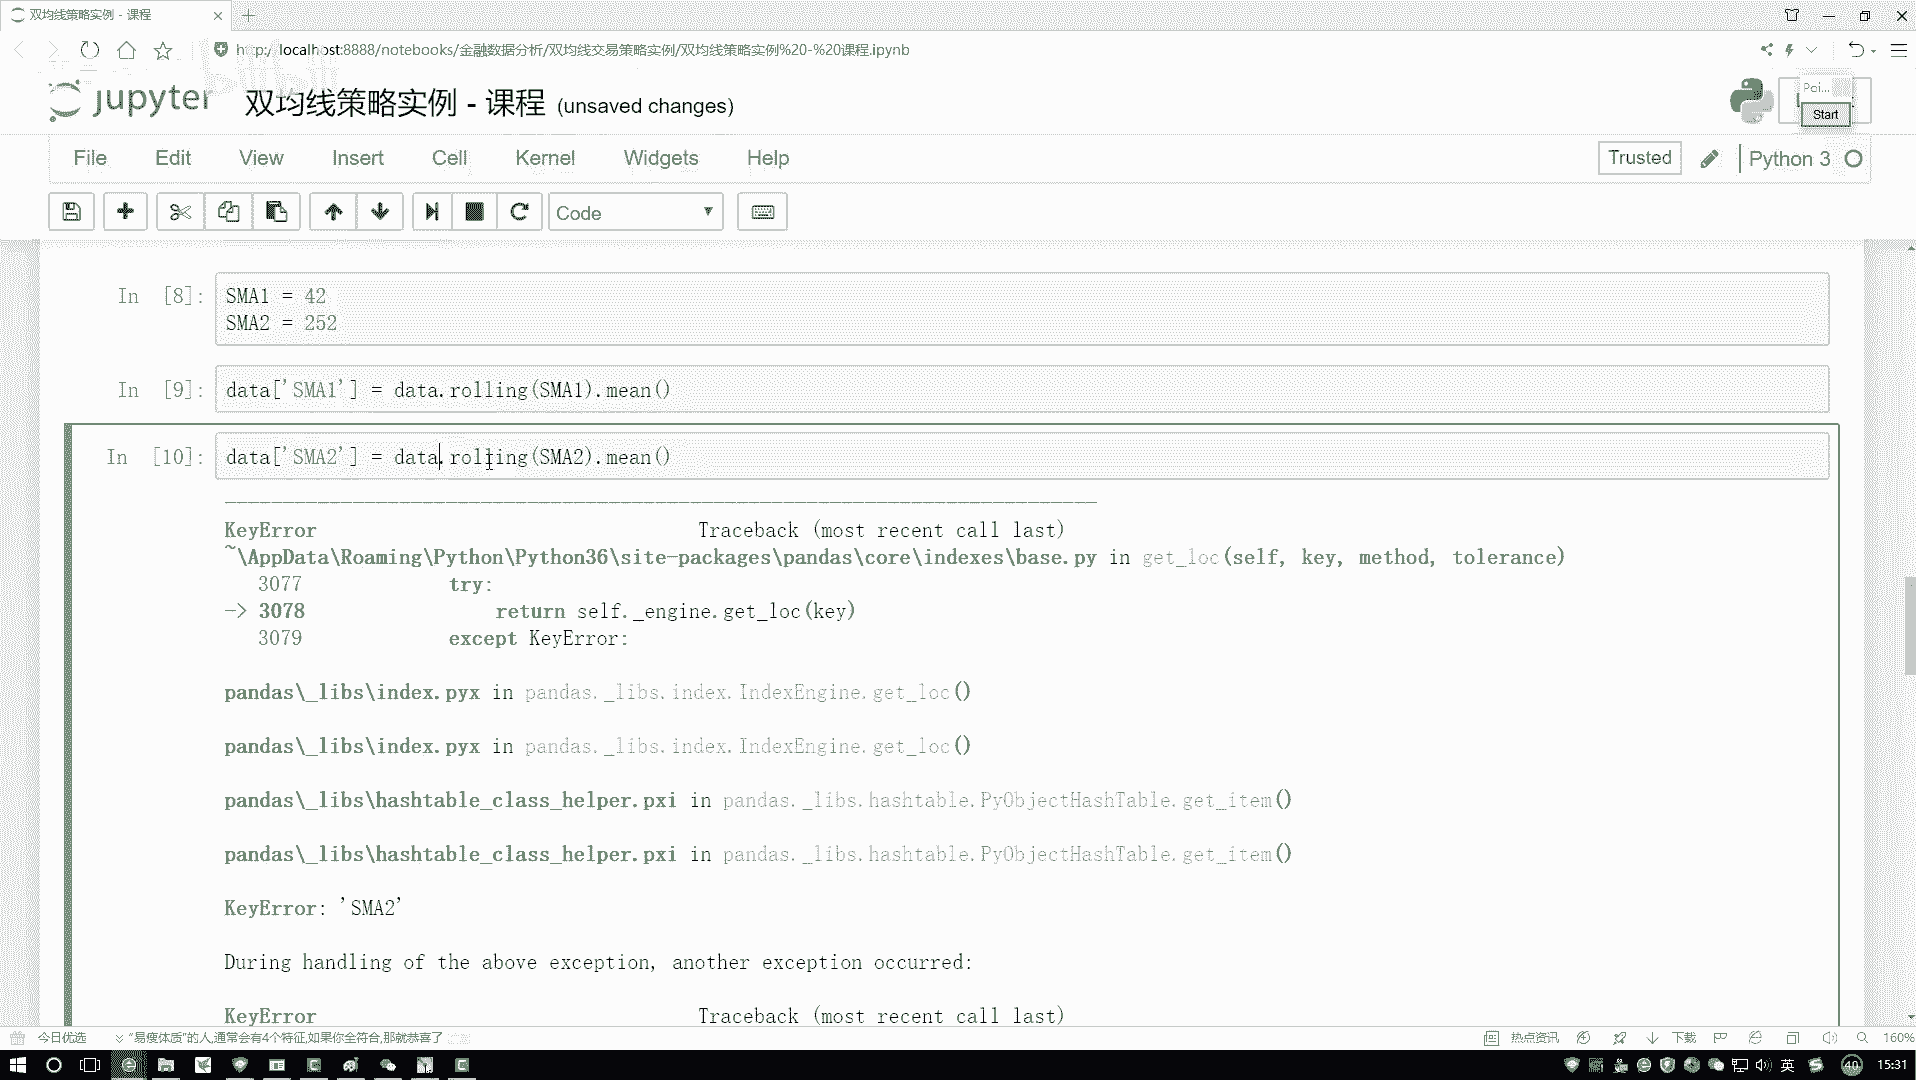 双均线策略实例 - 课程
http://localhost:8888/notebooks/金融数据分析/双均线交易策略实例/双均线策略实例%20-%20课程.ipynb
jupyter 双均线策略实例 - 课程 (unsaved changes)
Poi...
Start
File Edit View Insert Cell Kernel Widgets Help
Trusted Python 3
Code
In [8]: SMA1 = 42
SMA2 = 252
In [9]: data['SMA1'] = data.rolling(SMA1).mean()
In [10]: data['SMA2'] = data.rolling(SMA2).mean()
KeyError Traceback (most recent call last)
~\AppData\Roaming\Python\Python36\site-packages\pandas\core\indexes\base.py in get_loc(self, key, method, tolerance)
3077 try:
-> 3078 return self._engine.get_loc(key)
3079 except KeyError:
pandas\_libs\index.pyx in pandas._libs.index.IndexEngine.get_loc()
pandas\_libs\index.pyx in pandas._libs.index.IndexEngine.get_loc()
pandas\_libs\hashtable_class_helper.pxi in pandas._libs.hashtable.PyObjectHashTable.get_item()
pandas\_libs\hashtable_class_helper.pxi in pandas._libs.hashtable.PyObjectHashTable.get_item()
KeyError: 'SMA2'
During handling of the above exception, another exception occurred:
KeyError Traceback (most recent call last)
今日优选 “易瘦体质”的人,通常会有4个特征,如果你全符合,那就恭喜了
热点资讯 下载 160%
英 40 15:31